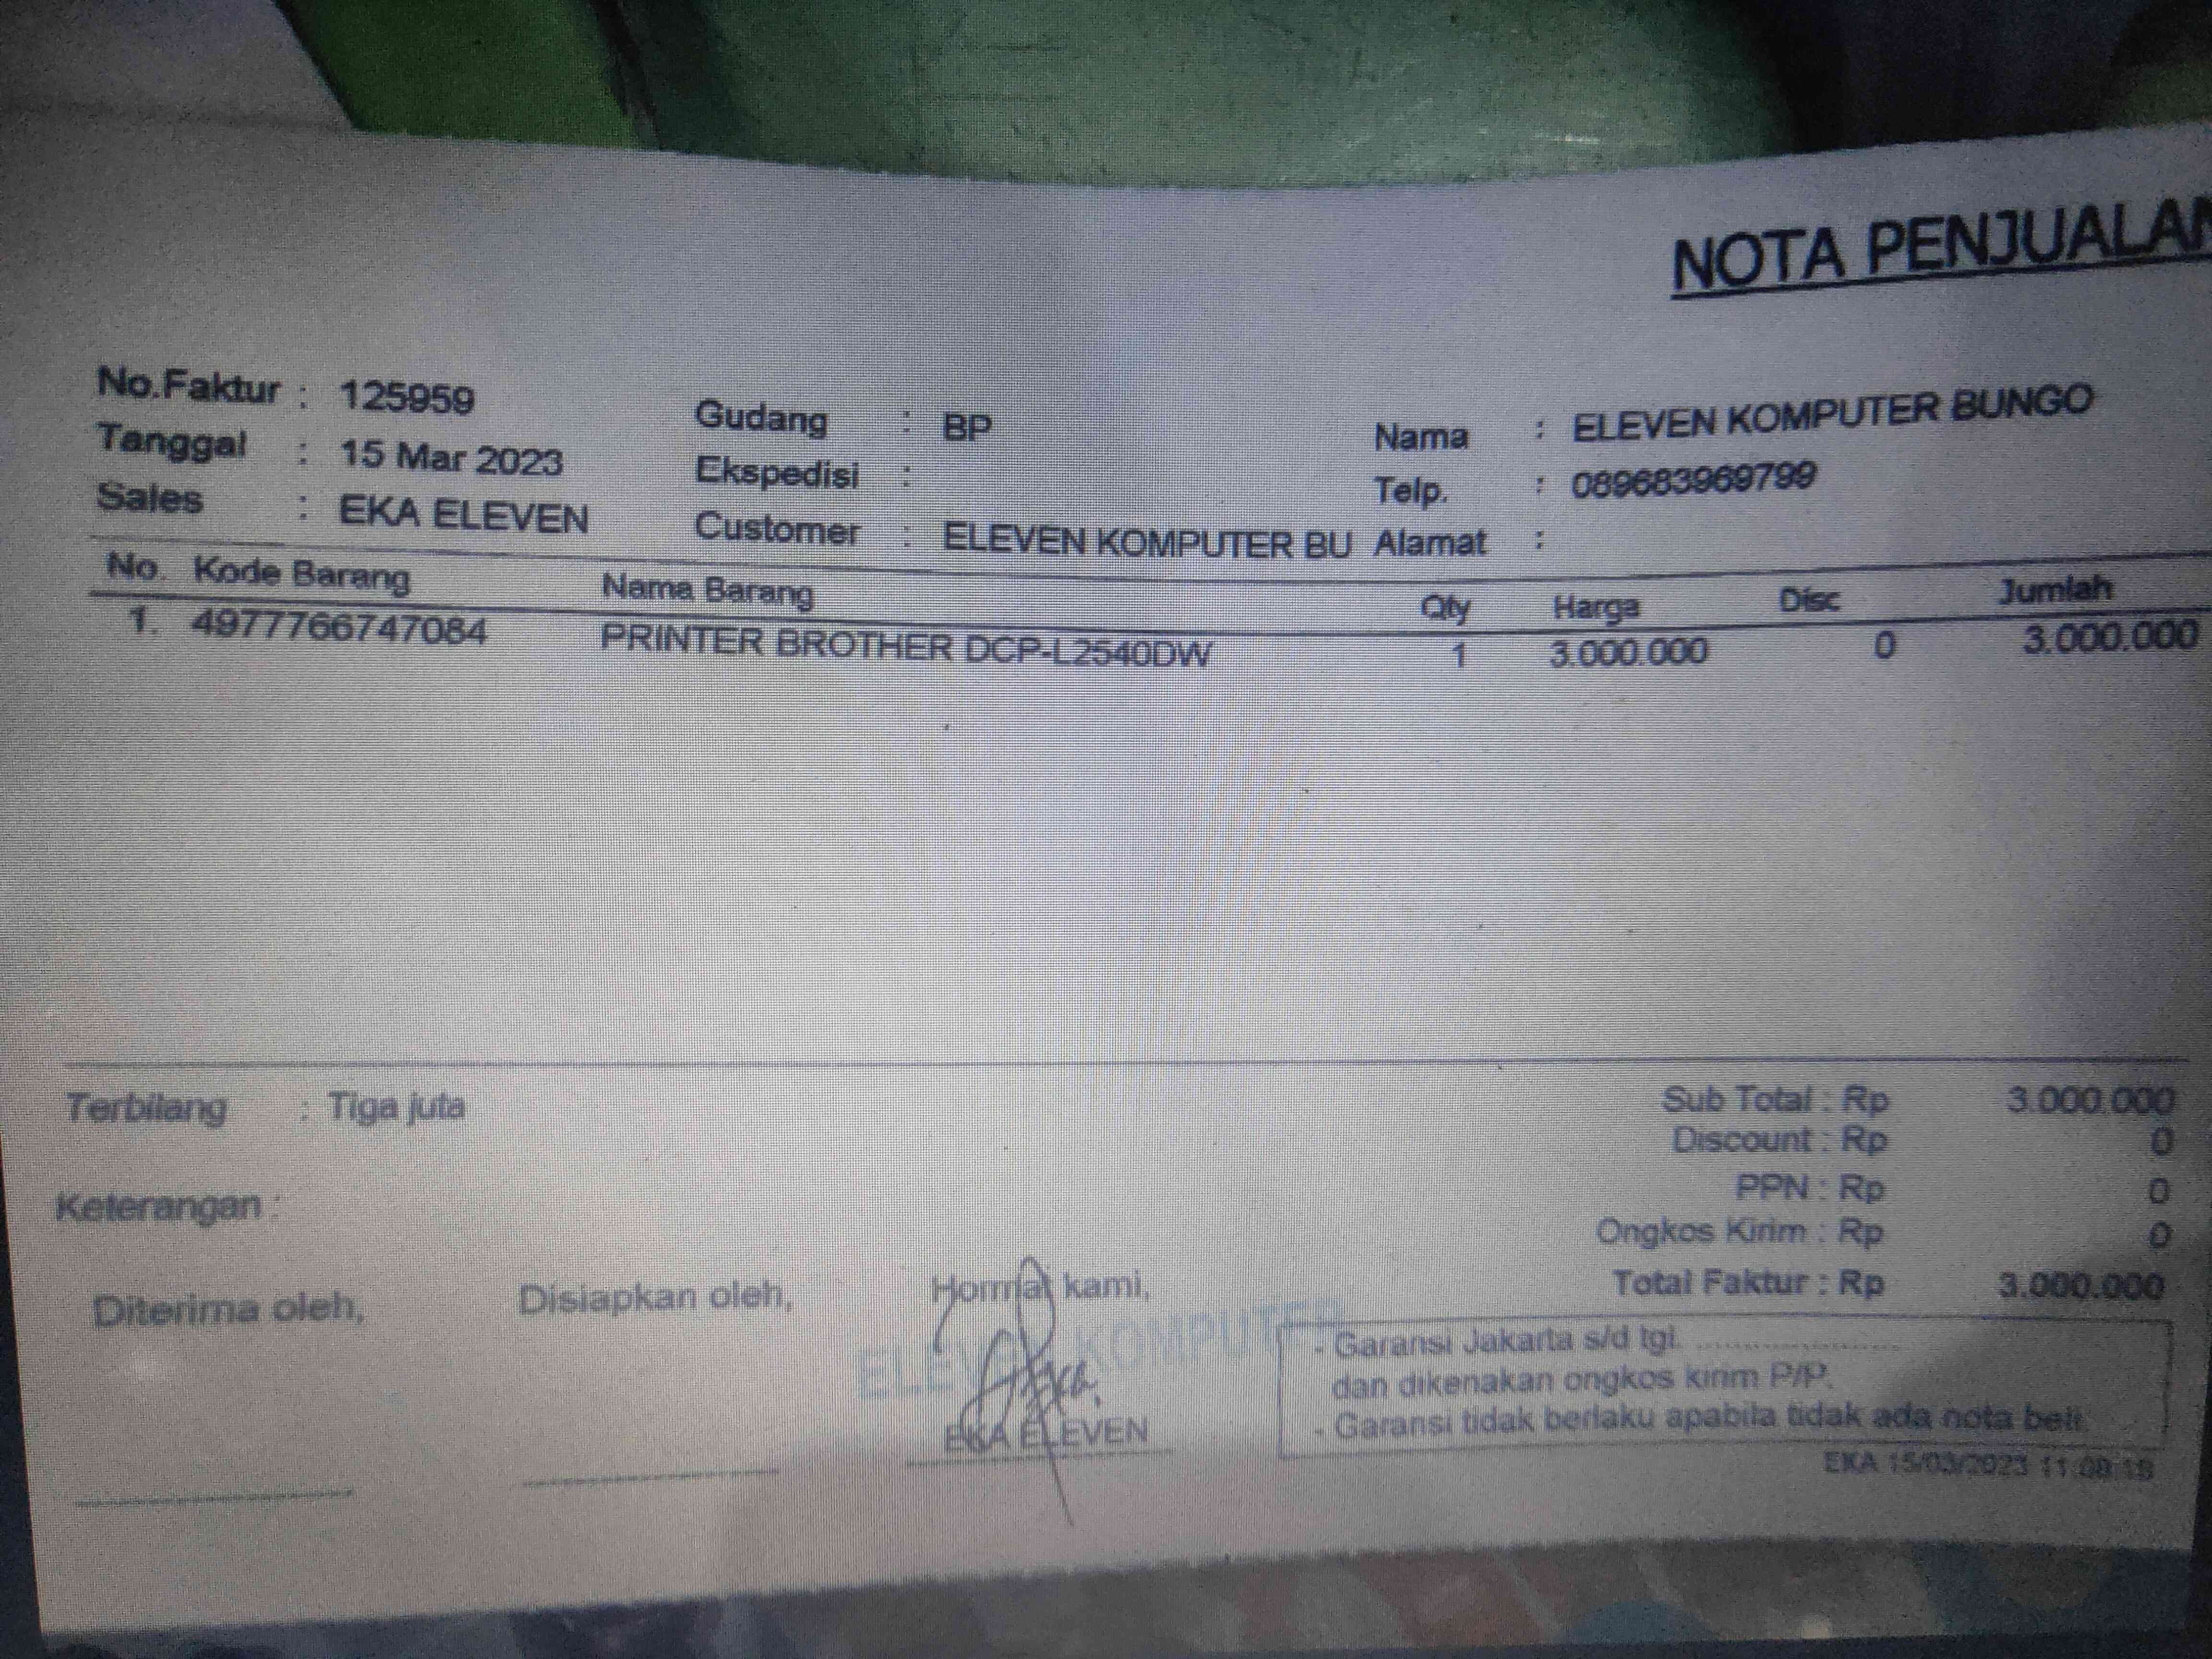 NOTA PENJUALAN
No.Faktur : 125959
Tanggal : 15 Mar 2023
Sales : EKA ELEVEN
Gudang : BP
Ekspedisi :
Customer : ELEVEN KOMPUTER BU
Nama : ELEVEN KOMPUTER BUNGO
Telp. : 089683969799
Alamat :
No. Kode Barang Nama Barang Qty Harga Disc Jumlah
1. 4977766747084 PRINTER BROTHER DCP-L2540DW 1 3.000.000 0 3.000.000
Terbilang : Tiga juta
Keterangan :
Sub Total : Rp 3.000.000
Discount : Rp 0
PPN : Rp 0
Ongkos Kirim : Rp 0
Total Faktur : Rp 3.000.000
Diterima oleh,
Disiapkan oleh,
Hormat kami,
ELEVEN KOMPUTER
Eka.
EKA ELEVEN
- Garansi Jakarta s/d tgl. ........................
dan dikenakan ongkos kirim P/P.
- Garansi tidak berlaku apabila tidak ada nota beli.
EKA 15/03/2023 11:08:18